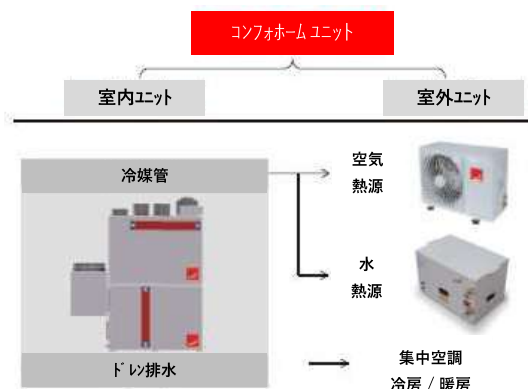 コンフォホーム ユニット
室内ユニット
室外ユニット
冷媒管
空気
熱源
水
熱源
ドレン排水
集中空調
冷房 / 暖房